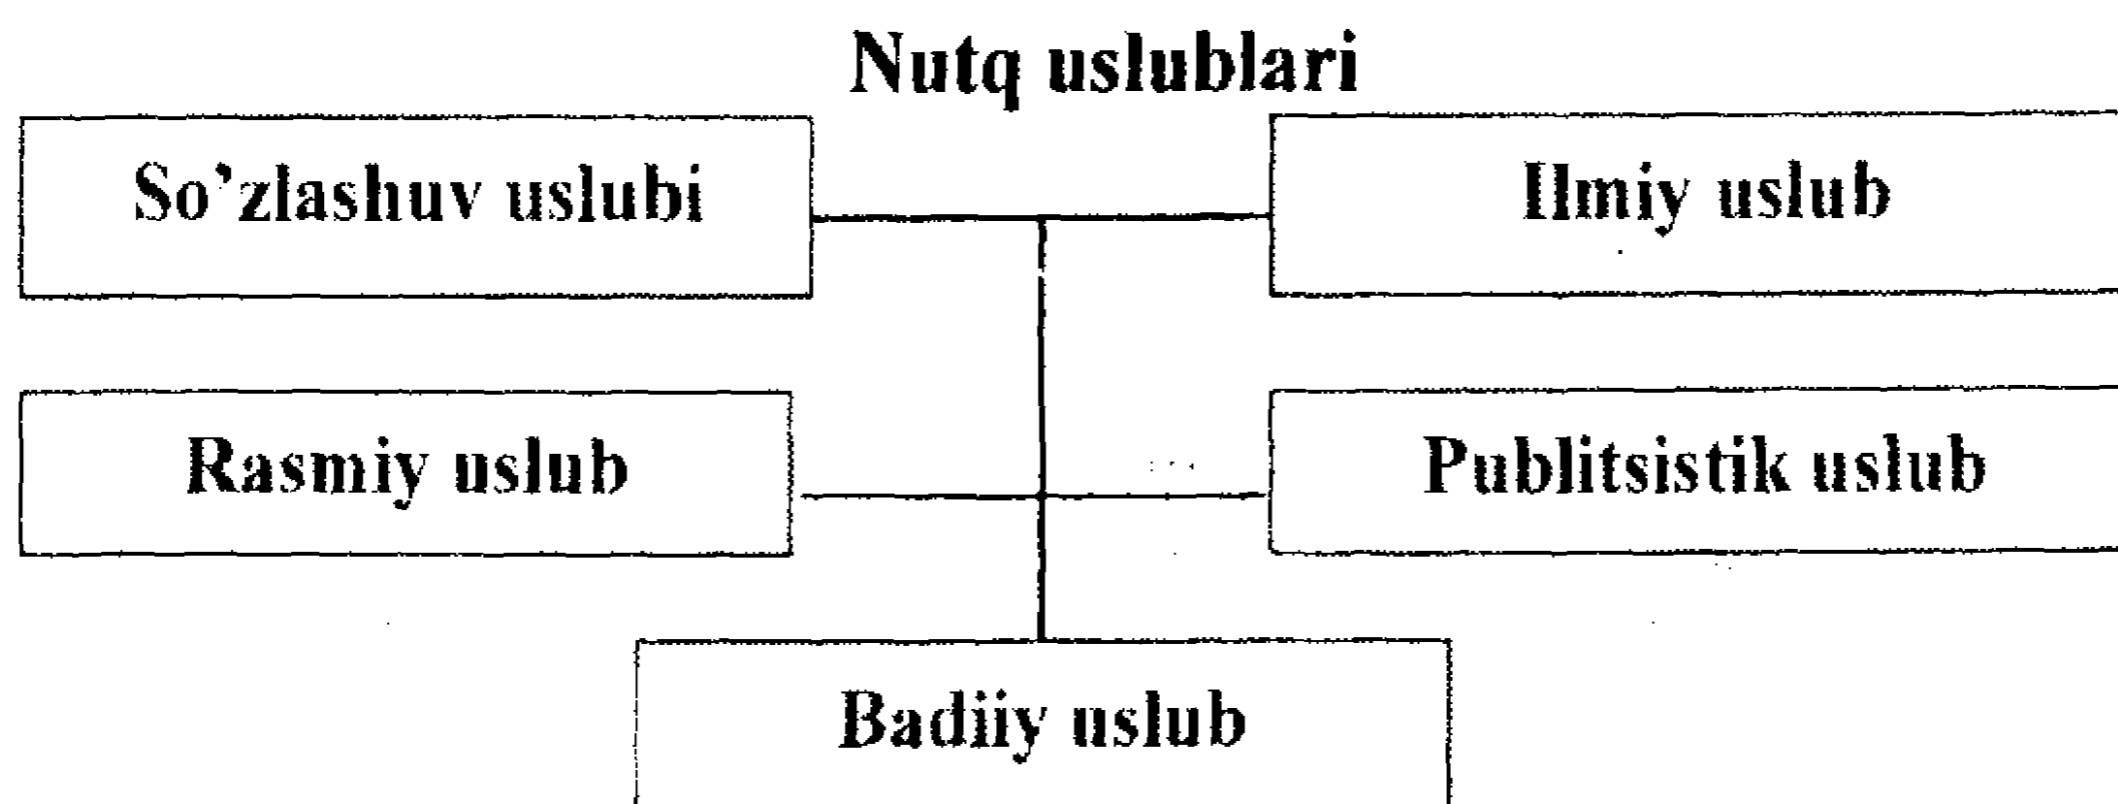 Nutq uslublari
So'zlashuv uslubi
Ilmiy uslub
Rasmiy uslub
Publitsistik uslub
Badiiy uslub